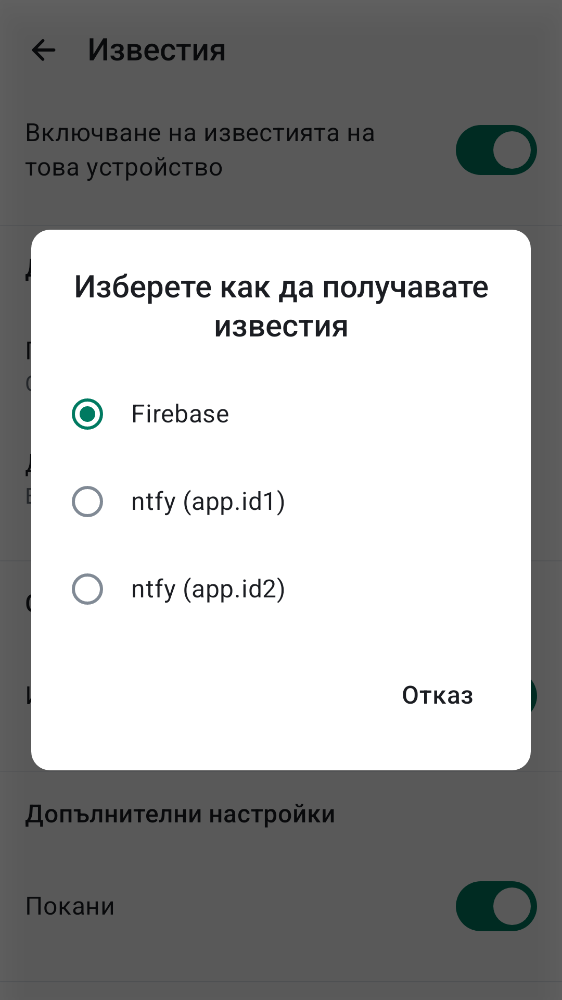 Известия
Включване на известията на
това устройство
Изберете как да получавате
известия
Firebase
ntfy (app.id1)
ntfy (app.id2)
Отказ
Допълнителни настройки
Покани